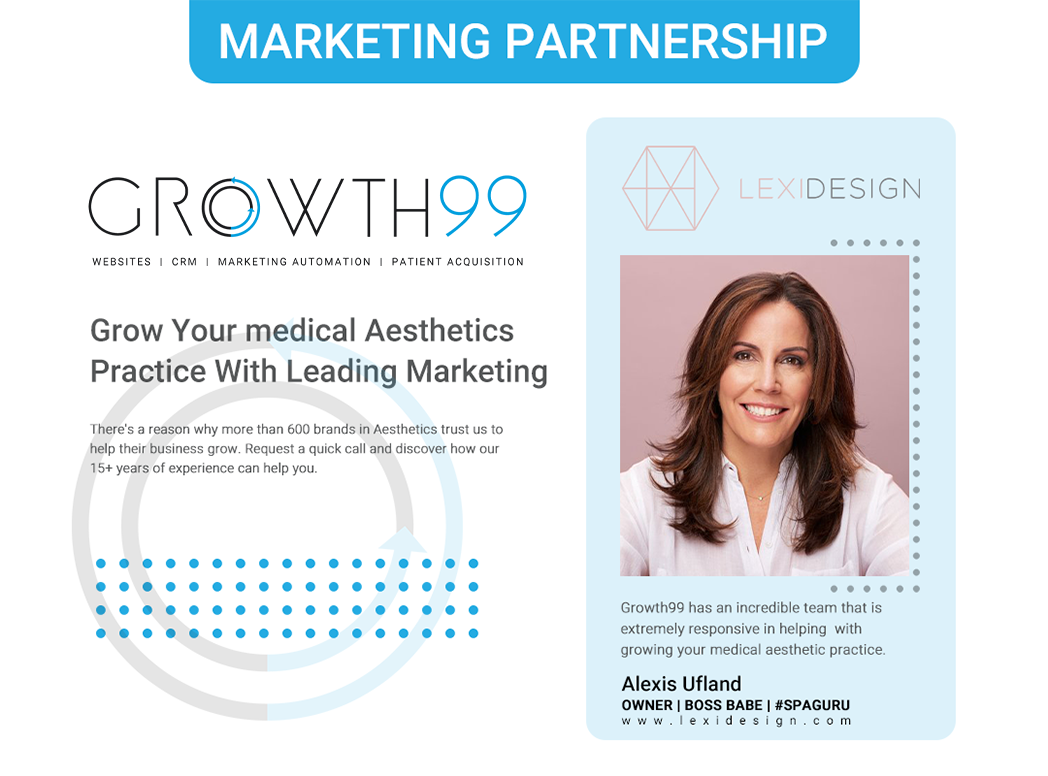 MARKETING PARTNERSHIP
GROWTH99
WEBSITES | CRM | MARKETING AUTOMATION | PATIENT ACQUISITION
Grow Your medical Aesthetics
Practice With Leading Marketing
There's a reason why more than 600 brands in Aesthetics trust us to
help their business grow. Request a quick call and discover how our
15+ years of experience can help you.
LEXIDESIGN
Growth99 has an incredible team that is
extremely responsive in helping  with
growing your medical aesthetic practice.
Alexis Ufland
OWNER | BOSS BABE | #SPAGURU
www.lexidesign.com